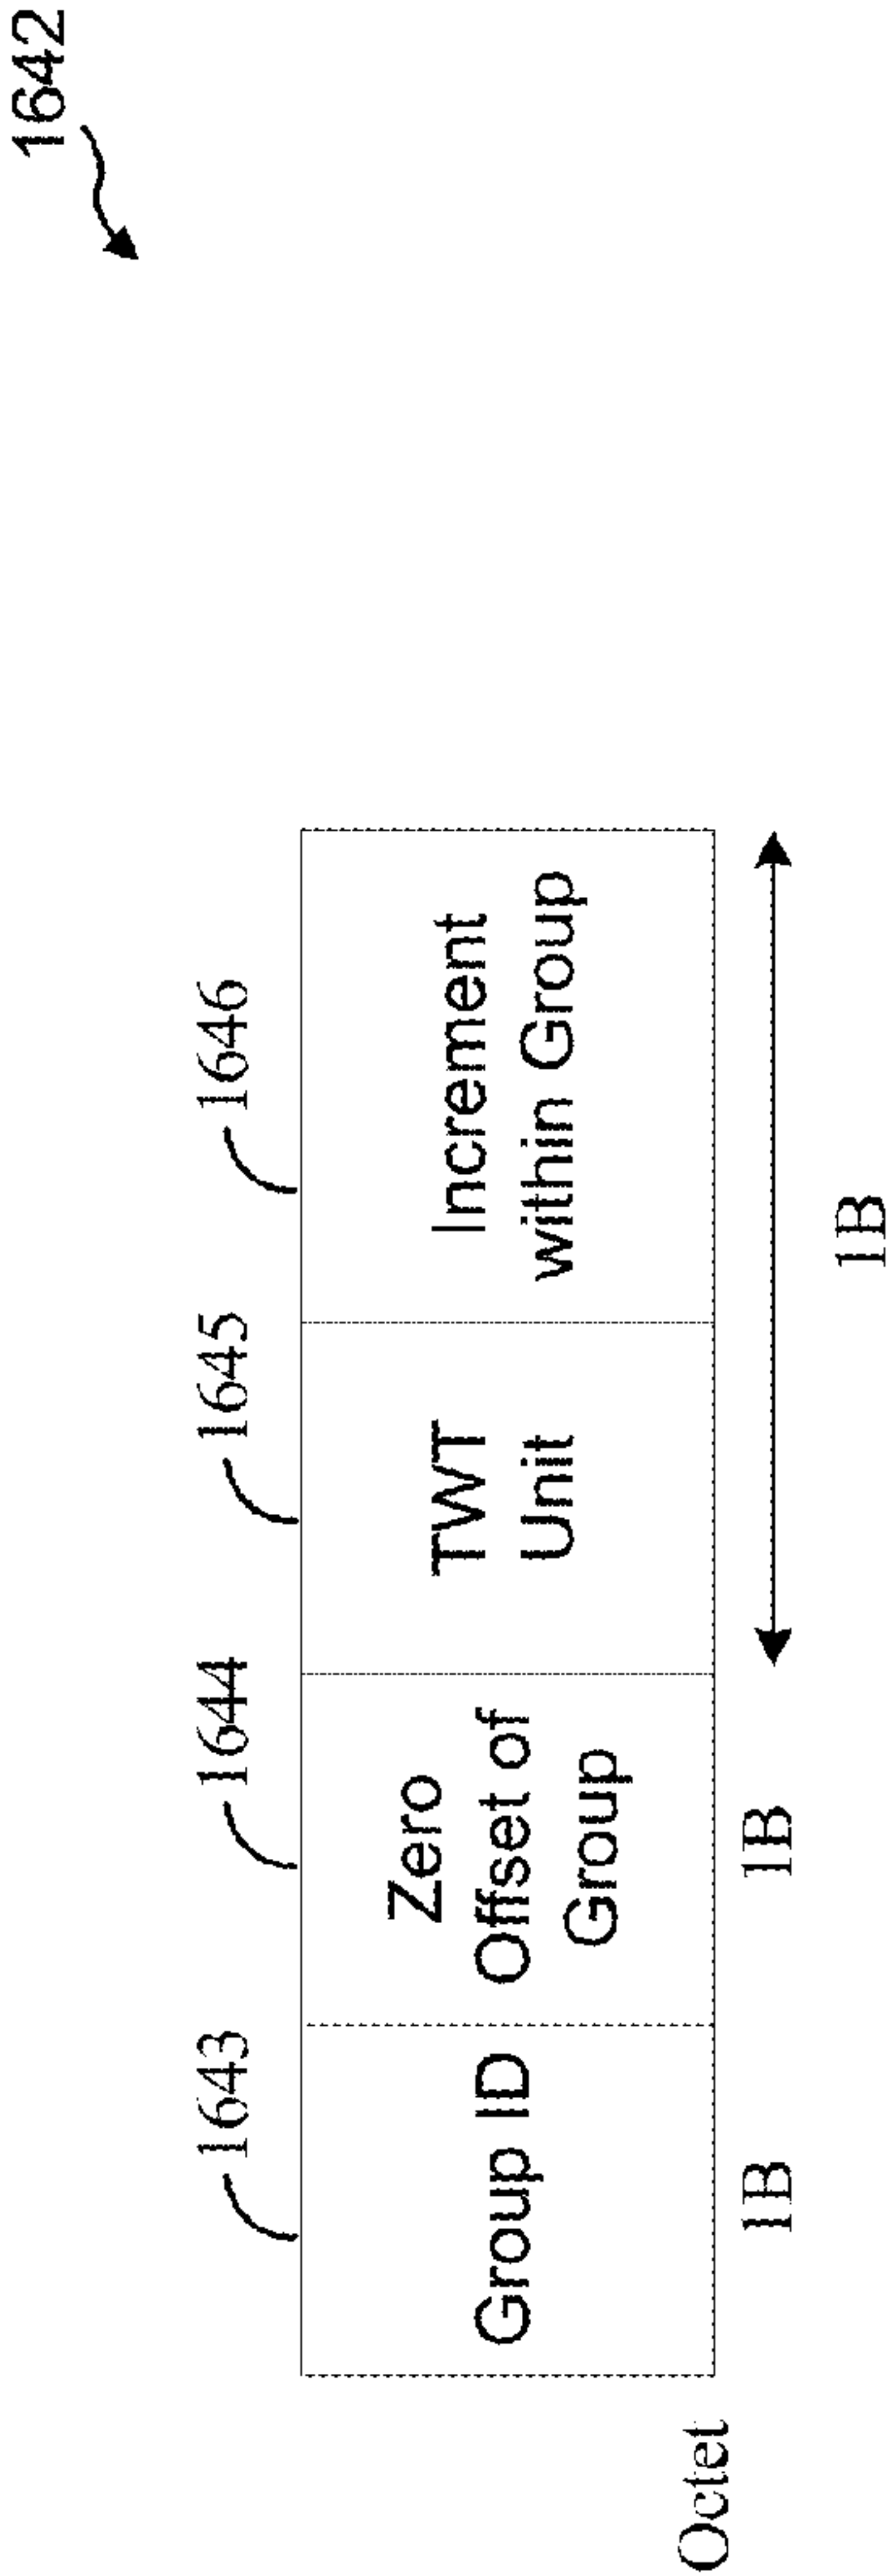 1642
1643
1644
1645
1646
Group ID
Zero
Offset of
Group
TWT
Unit
Increment
within Group
Octet
1B
1B
1B